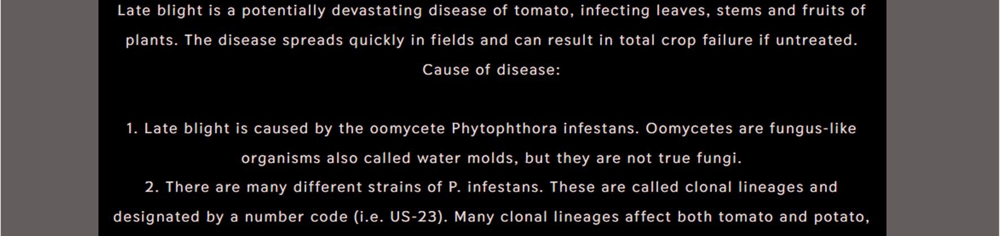 Late blight is a potentially devastating disease of tomato, infecting leaves, stems and fruits of
plants. The disease spreads quickly in fields and can result in total crop failure if untreated.
Cause of disease:
1. Late blight is caused by the oomycete Phytophthora infestans. Oomycetes are fungus-like
organisms also called water molds, but they are not true fungi.
2. There are many different strains of P. infestans. These are called clonal lineages and
designated by a number code (i.e. US-23). Many clonal lineages affect both tomato and potato,